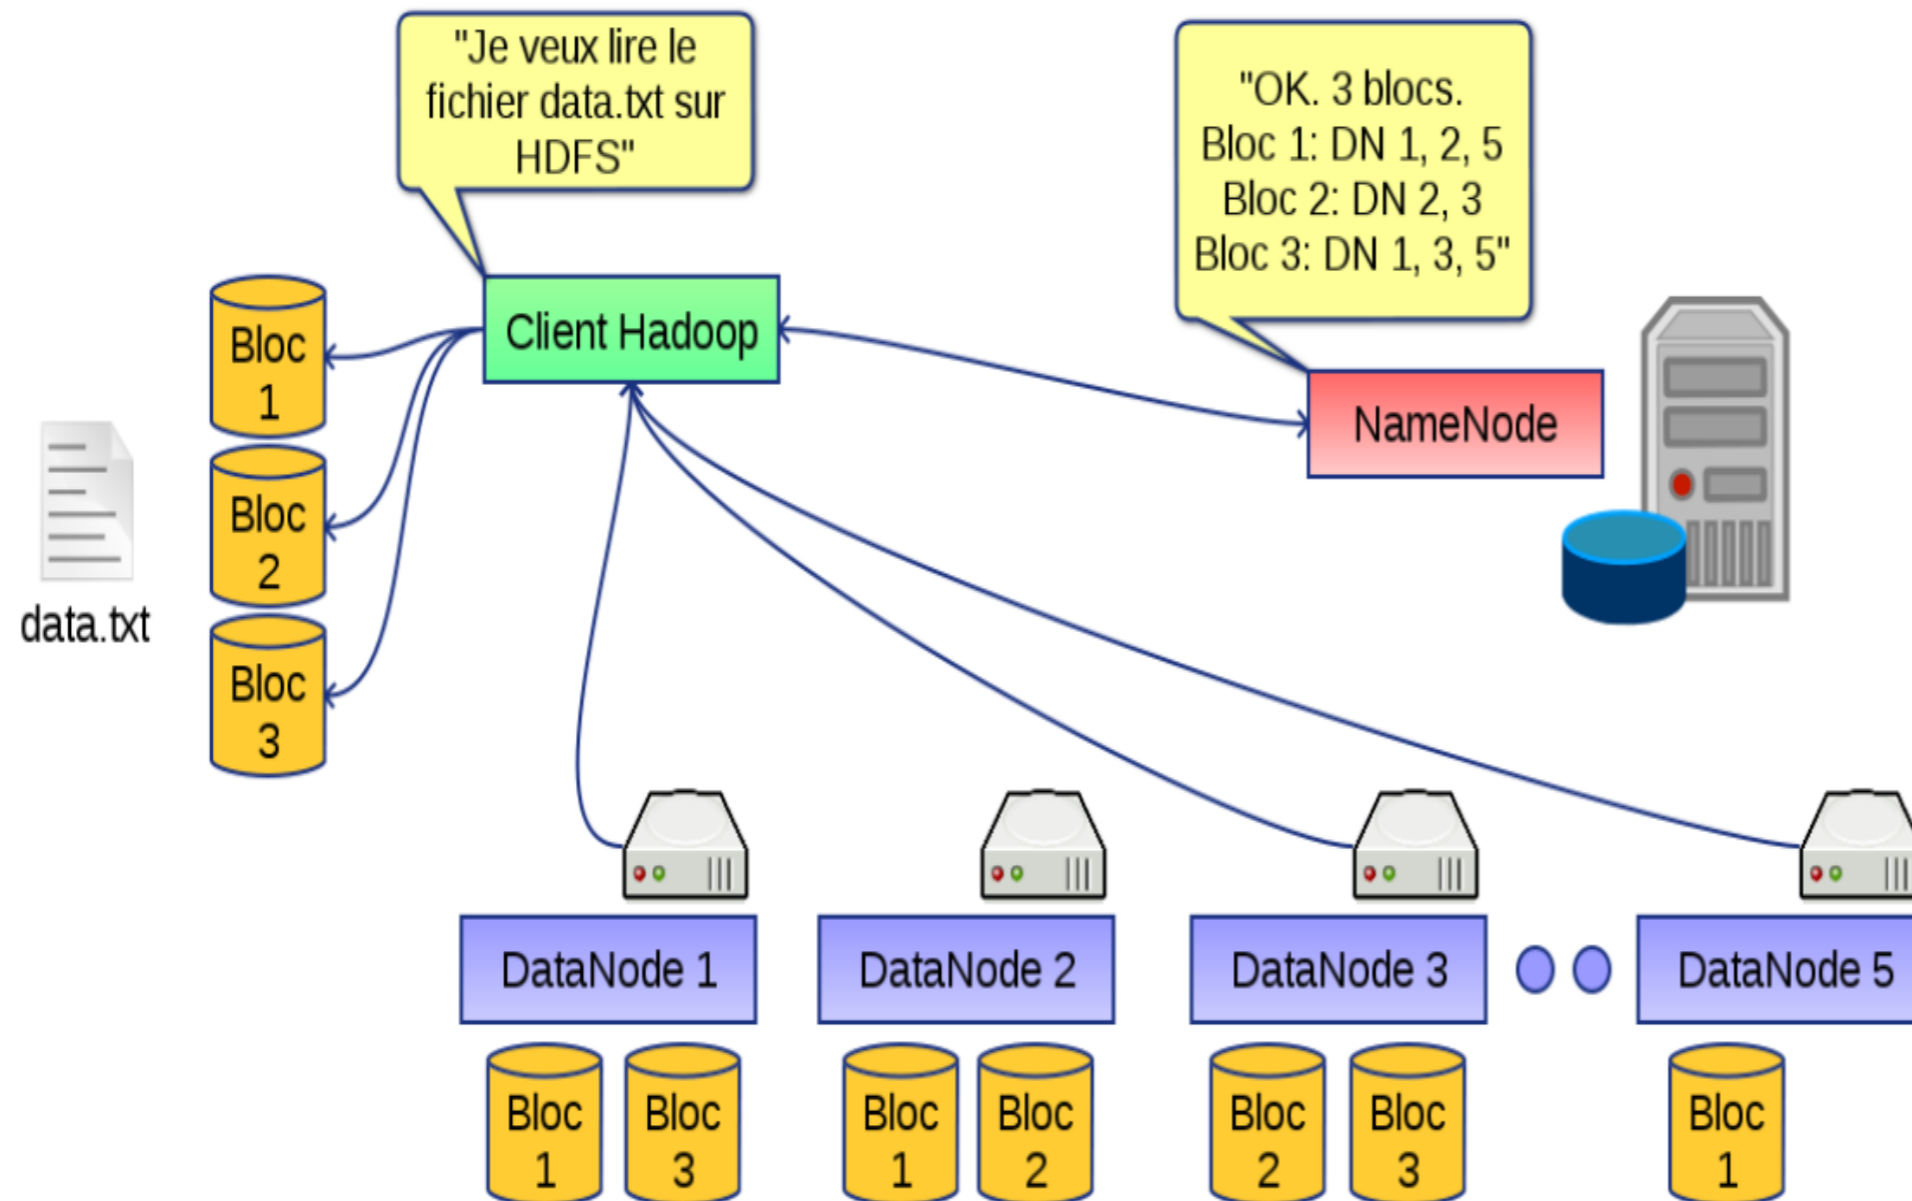 "Je veux lire le
fichier data.txt sur
HDFS"
"OK. 3 blocs.
Bloc 1: DN 1, 2, 5
Bloc 2: DN 2, 3
Bloc 3: DN 1, 3, 5"
Client Hadoop
NameNode
Bloc
1
Bloc
2
Bloc
3
data.txt
DataNode 1
DataNode 2
DataNode 3
DataNode 5
Bloc
1
Bloc
3
Bloc
1
Bloc
2
Bloc
2
Bloc
3
Bloc
1